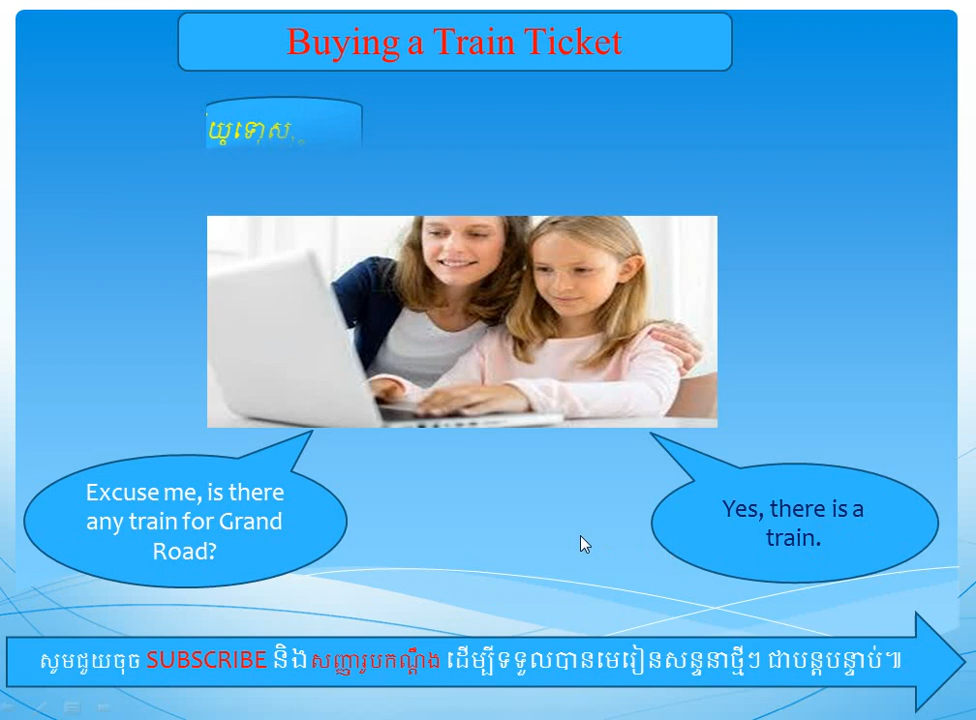 Buying a Train Ticket
Excuse me, is there
any train for Grand
Road?
Yes, there is a
train.
សូមជួយចុច SUBSCRIBE និងសញ្ញារូបកណ្ដឹង ដើម្បីទទួលបានមេរៀនសន្ទនាថ្មីៗ ជាបន្តបន្ទាប់៕